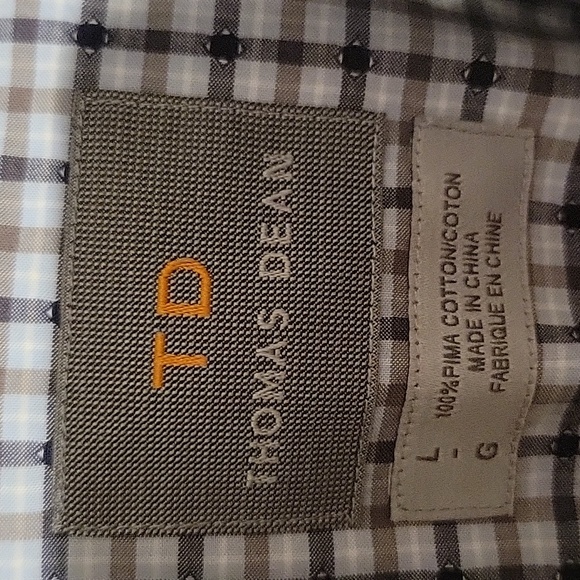 TD
THOMAS DEAN
L - G
100% PIMA COTTON/COTON
MADE IN CHINA
FABRIQUE EN CHINE